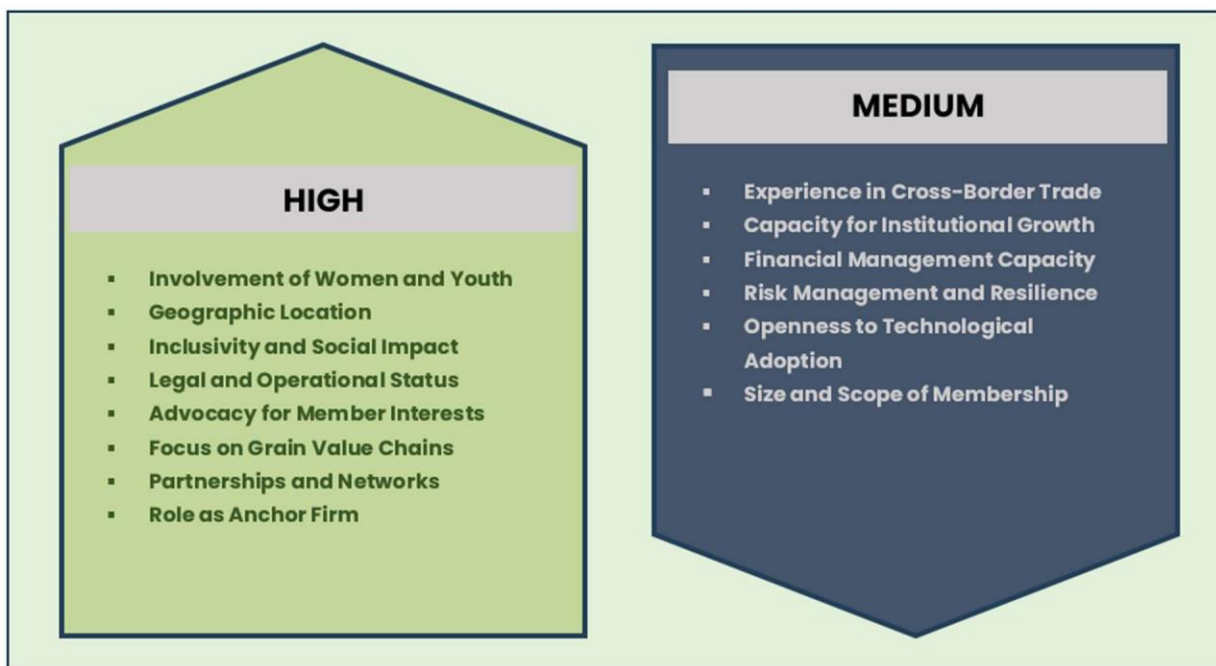 HIGH
▪ Involvement of Women and Youth
▪ Geographic Location
▪ Inclusivity and Social Impact
▪ Legal and Operational Status
▪ Advocacy for Member Interests
▪ Focus on Grain Value Chains
▪ Partnerships and Networks
▪ Role as Anchor Firm
MEDIUM
▪ Experience in Cross-Border Trade
▪ Capacity for Institutional Growth
▪ Financial Management Capacity
▪ Risk Management and Resilience
▪ Openness to Technological
Adoption
▪ Size and Scope of Membership